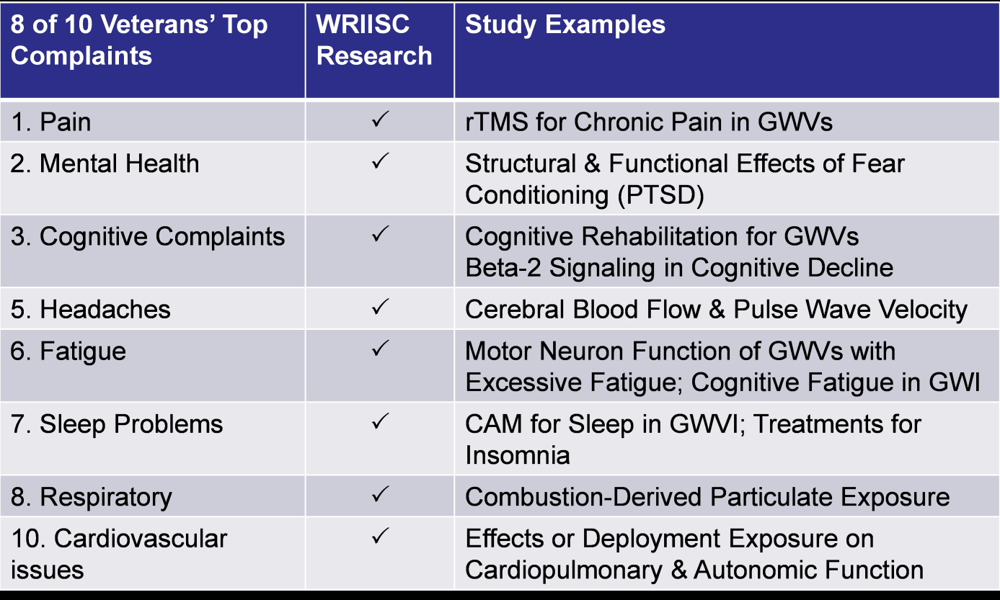 8 of 10 Veterans’ Top
Complaints
WRIISC
Research
Study Examples
1. Pain
✓
rTMS for Chronic Pain in GWVs
2. Mental Health
✓
Structural & Functional Effects of Fear
Conditioning (PTSD)
3. Cognitive Complaints
✓
Cognitive Rehabilitation for GWVs
Beta-2 Signaling in Cognitive Decline
5. Headaches
✓
Cerebral Blood Flow & Pulse Wave Velocity
6. Fatigue
✓
Motor Neuron Function of GWVs with
Excessive Fatigue; Cognitive Fatigue in GWI
7. Sleep Problems
✓
CAM for Sleep in GWVI; Treatments for
Insomnia
8. Respiratory
✓
Combustion-Derived Particulate Exposure
10. Cardiovascular
issues
✓
Effects or Deployment Exposure on
Cardiopulmonary & Autonomic Function